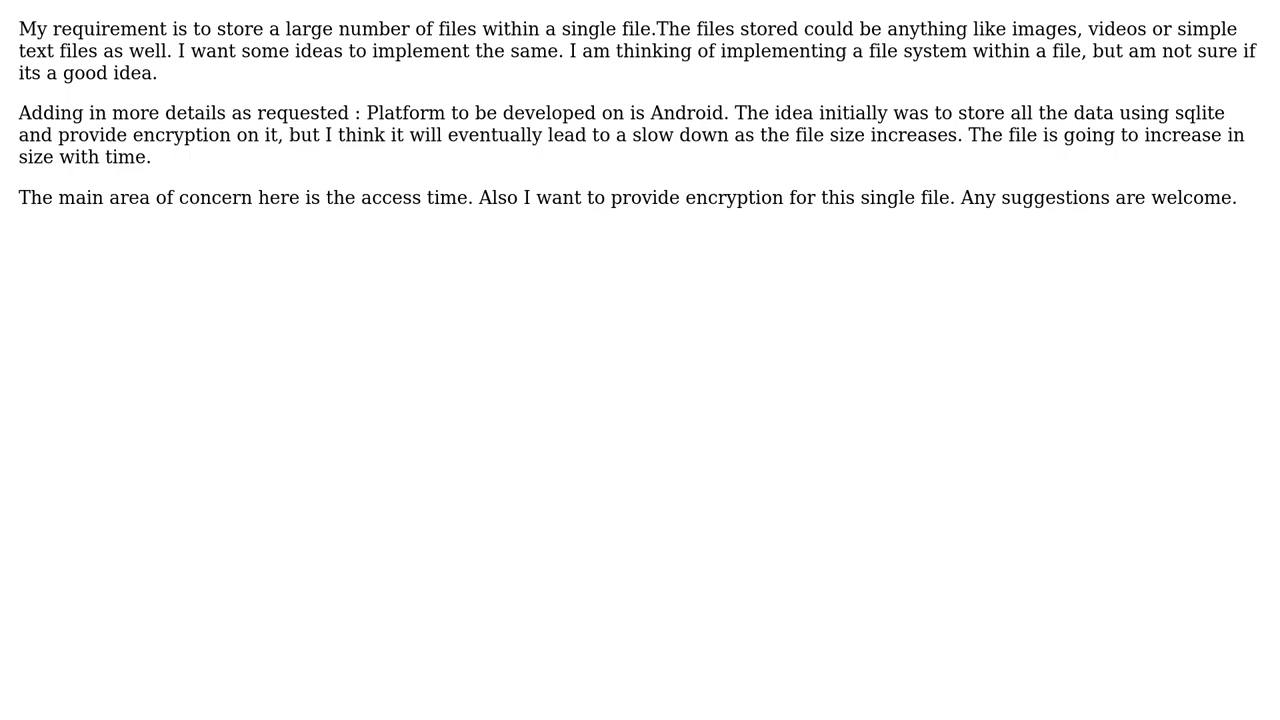 My requirement is to store a large number of files within a single file.The files stored could be anything like images, videos or simple
text files as well. I want some ideas to implement the same. I am thinking of implementing a file system within a file, but am not sure if
its a good idea.
Adding in more details as requested : Platform to be developed on is Android. The idea initially was to store all the data using sqlite
and provide encryption on it, but I think it will eventually lead to a slow down as the file size increases. The file is going to increase in
size with time.
The main area of concern here is the access time. Also I want to provide encryption for this single file. Any suggestions are welcome.